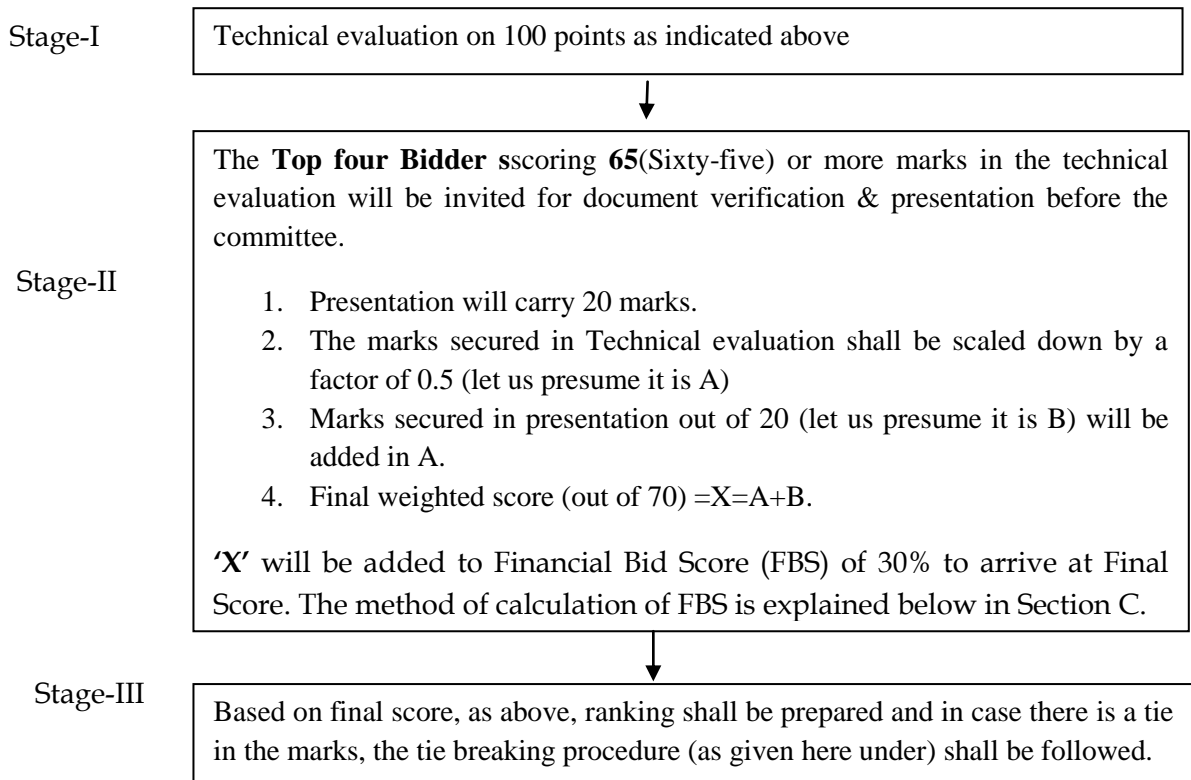 Stage-I
Technical evaluation on 100 points as indicated above
The Top four Bidder sscoring 65(Sixty-five) or more marks in the technical
evaluation will be invited for document verification & presentation before the
committee.
Stage-II
1. Presentation will carry 20 marks.
2. The marks secured in Technical evaluation shall be scaled down by a
factor of 0.5 (let us presume it is A)
3. Marks secured in presentation out of 20 (let us presume it is B) will be
added in A.
4. Final weighted score (out of 70) =X=A+B.
‘X’ will be added to Financial Bid Score (FBS) of 30% to arrive at Final
Score. The method of calculation of FBS is explained below in Section C.
Stage-III
Based on final score, as above, ranking shall be prepared and in case there is a tie
in the marks, the tie breaking procedure (as given here under) shall be followed.